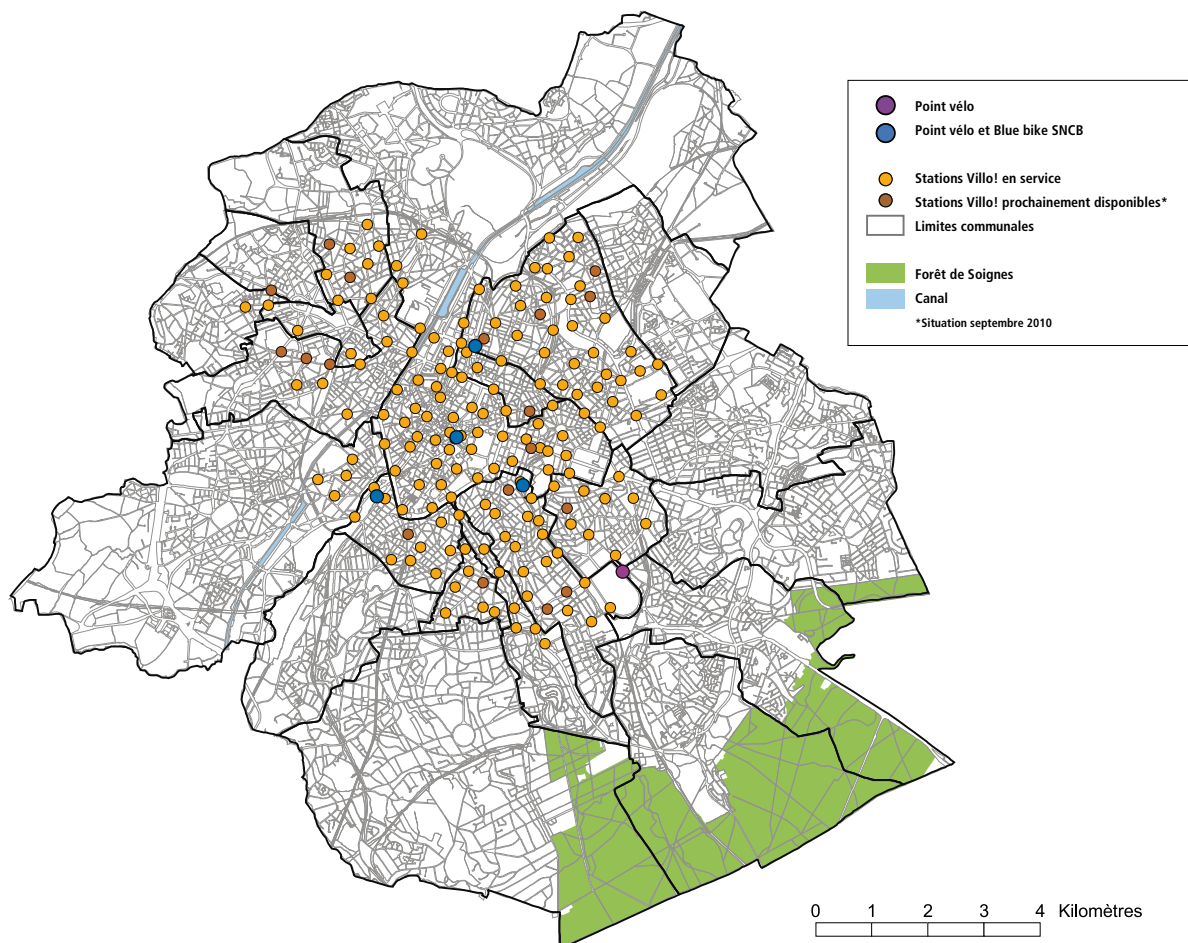 Point vélo
Point vélo et Blue bike SNCB
Stations Villo! en service
Stations Villo! prochainement disponibles*
Limites communales
Forêt de Soignes
Canal
*Situation septembre 2010
0 1 2 3 4 Kilomètres